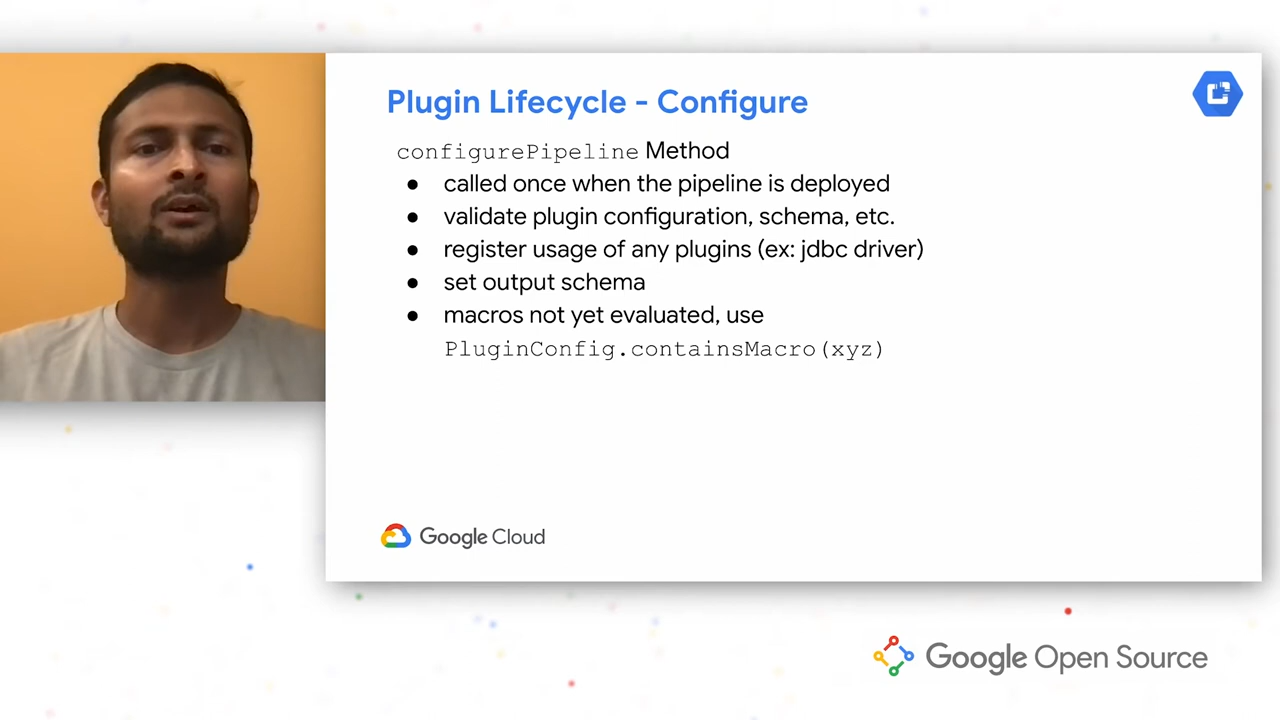 Plugin Lifecycle - Configure
configurePipeline Method
● called once when the pipeline is deployed
● validate plugin configuration, schema, etc.
● register usage of any plugins (ex: jdbc driver)
● set output schema
● macros not yet evaluated, use
PluginConfig.containsMacro(xyz)
Google Cloud
Google Open Source